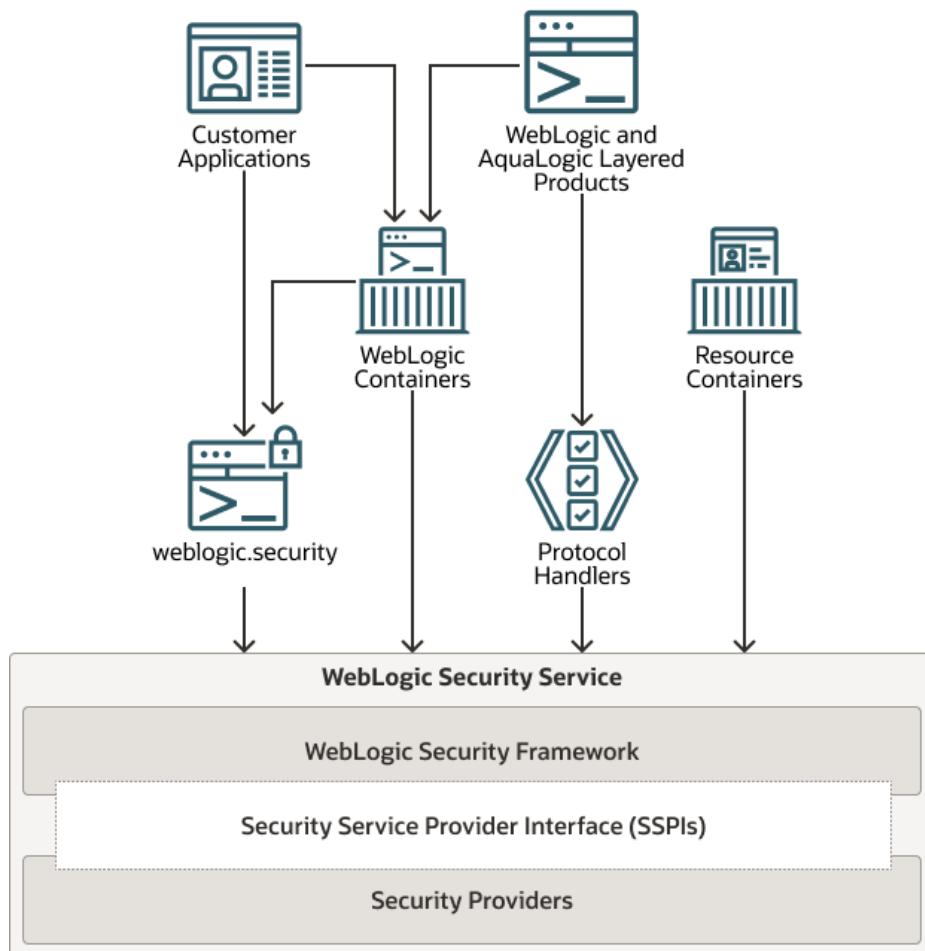 Customer
Applications
WebLogic and
AquaLogic Layered
Products
WebLogic
Containers
Resource
Containers
weblogic.security
Protocol
Handlers
WebLogic Security Service
WebLogic Security Framework
Security Service Provider Interface (SSPIs)
Security Providers